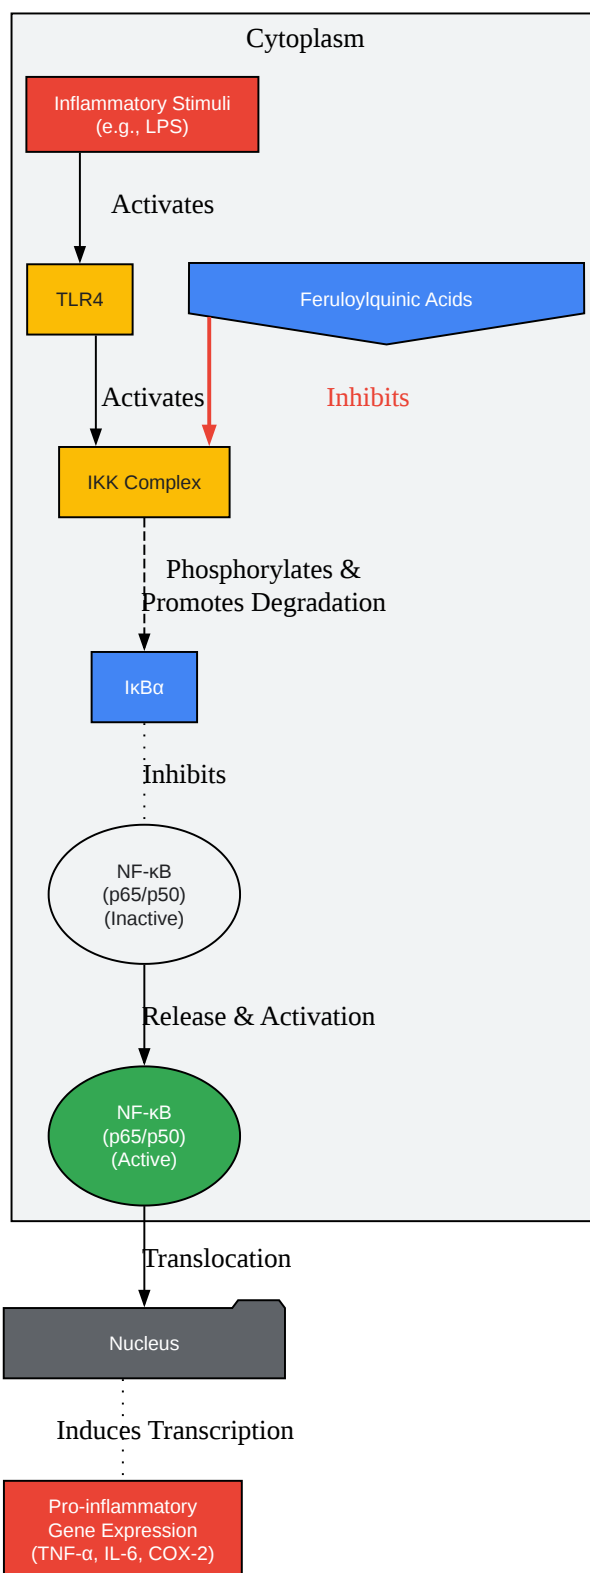 Cytoplasm
Inflammatory Stimuli
(e.g., LPS)
Activates
TLR4
Feruloylquinic Acids
Activates
Inhibits
IKK Complex
Phosphorylates &
Promotes Degradation
IκBα
Inhibits
NF-κB
(p65/p50)
(Inactive)
Release & Activation
NF-κB
(p65/p50)
(Active)
Translocation
Nucleus
Induces Transcription
Pro-inflammatory
Gene Expression
(TNF-α, IL-6, COX-2)